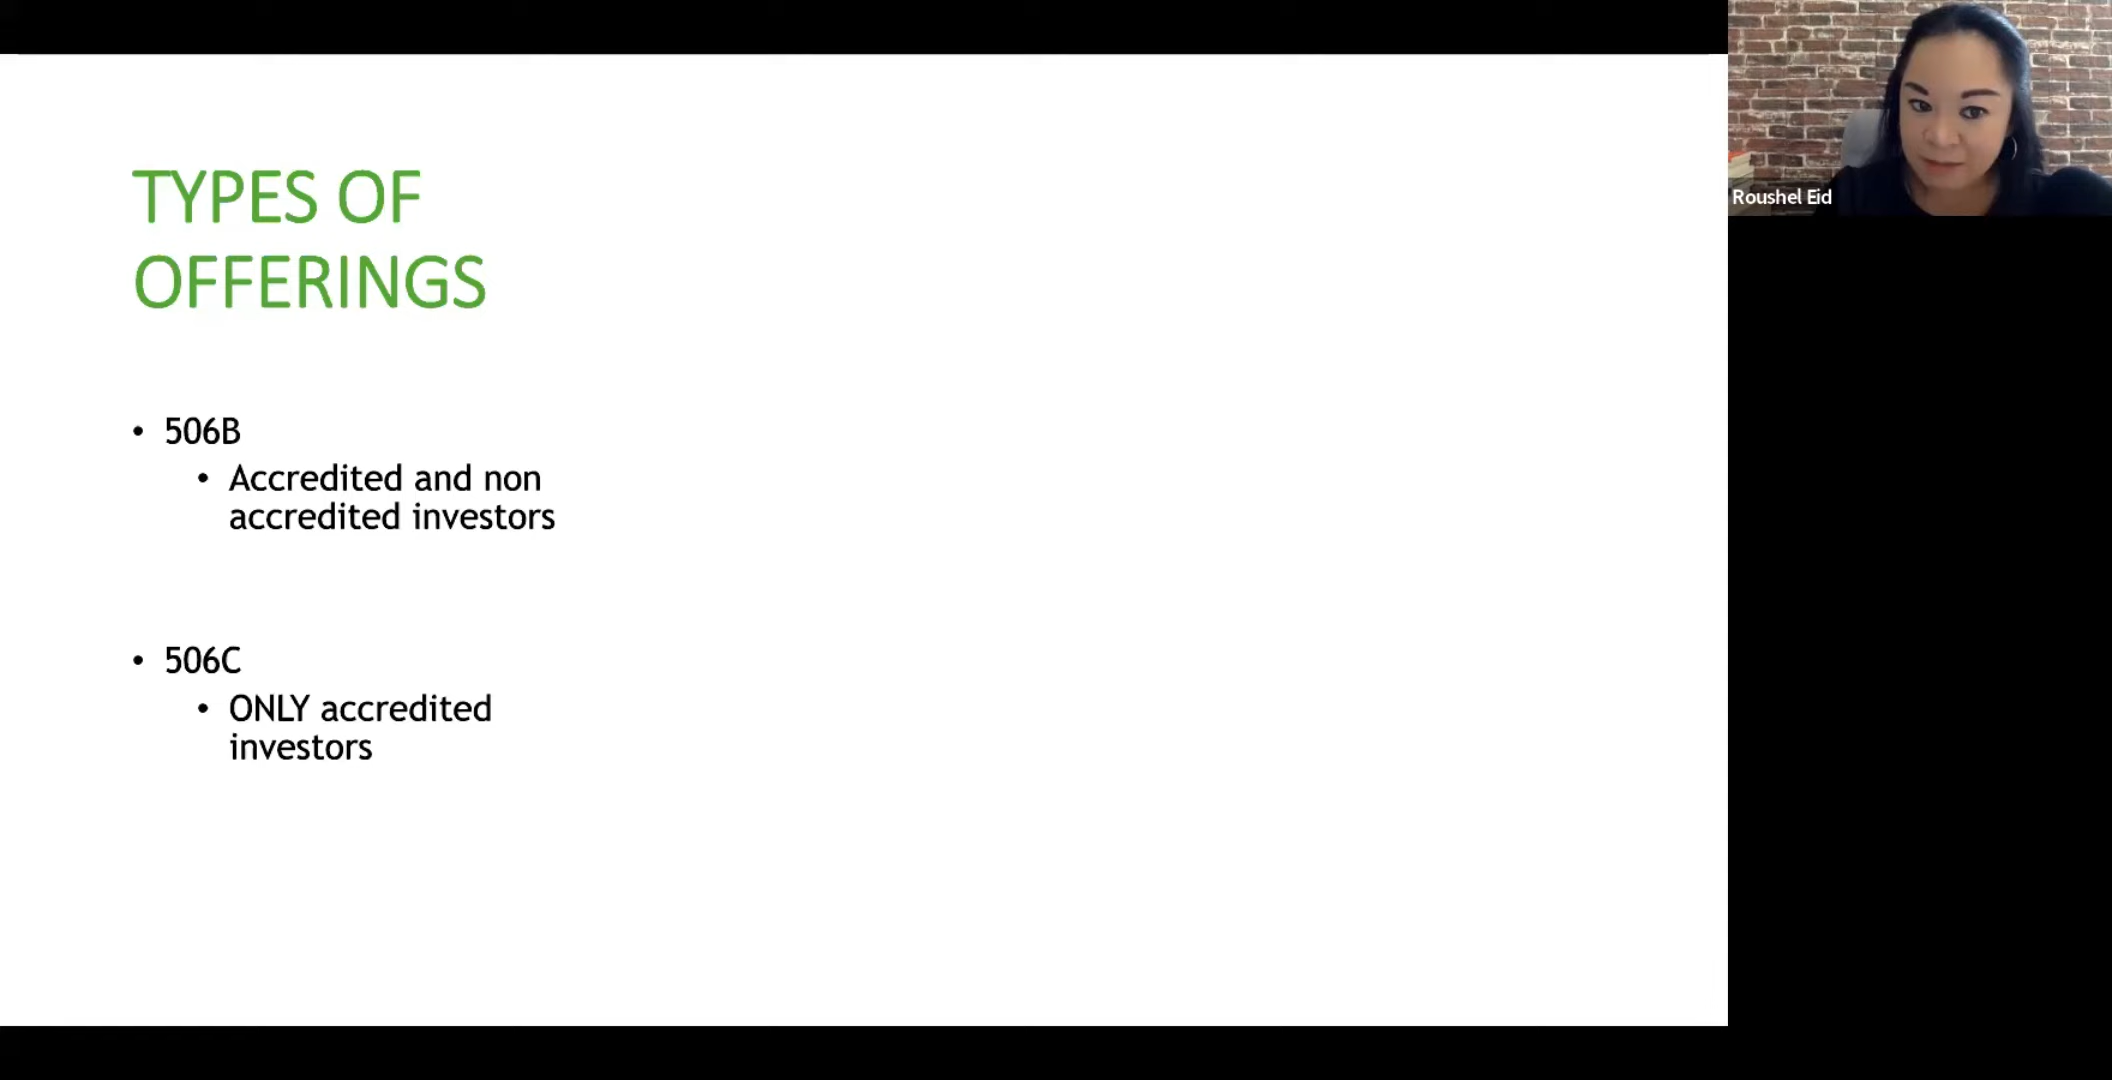 TYPES OF
OFFERINGS
• 506B
• Accredited and non
accredited investors
• 506C
• ONLY accredited
investors
Roushel Eid